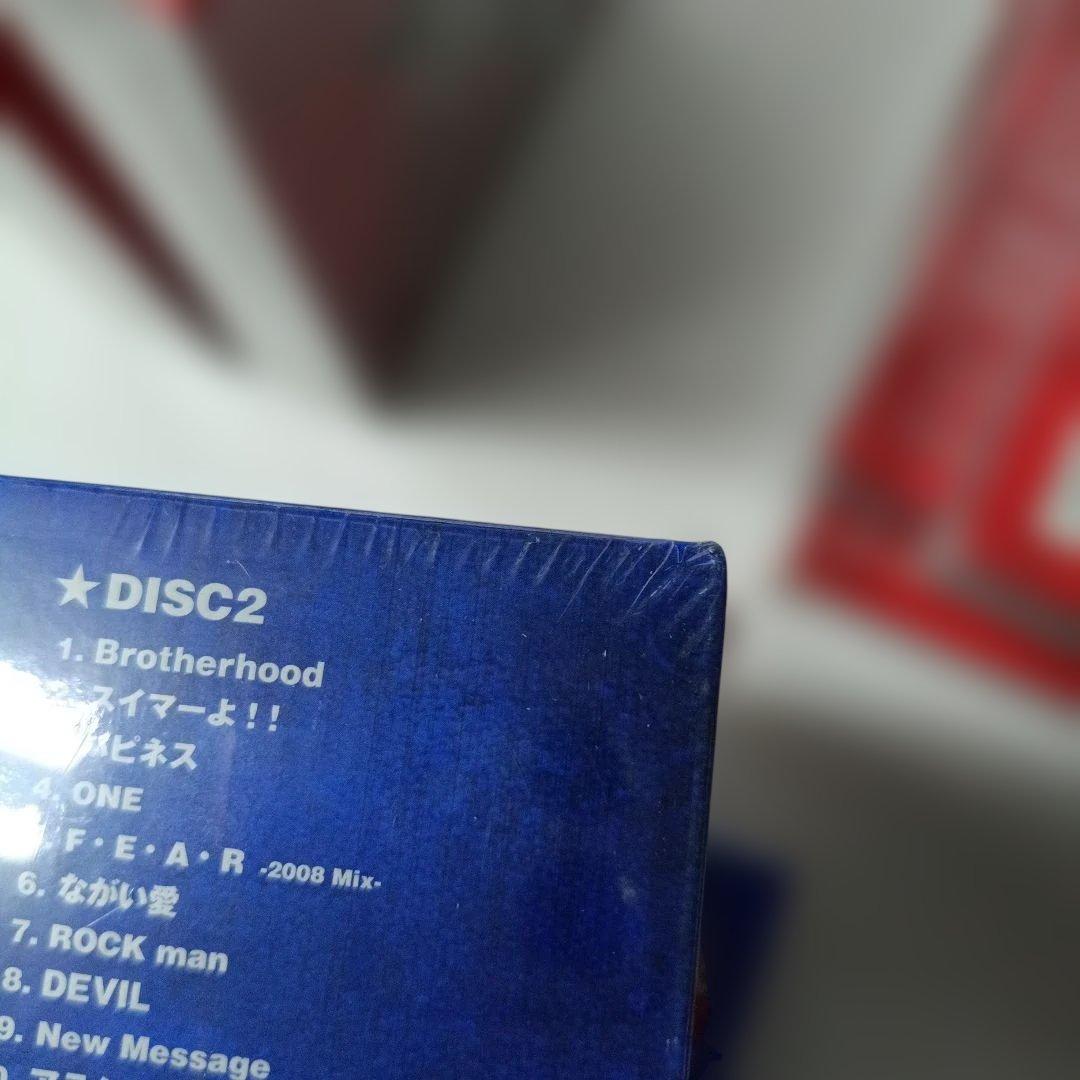 ★DISC2
1. Brotherhood
スイマーよ！！
ハピネス
4. ONE
F・E・A・R -2008 Mix-
6. ながい愛
7. ROCK man
8. DEVIL
9. New Message